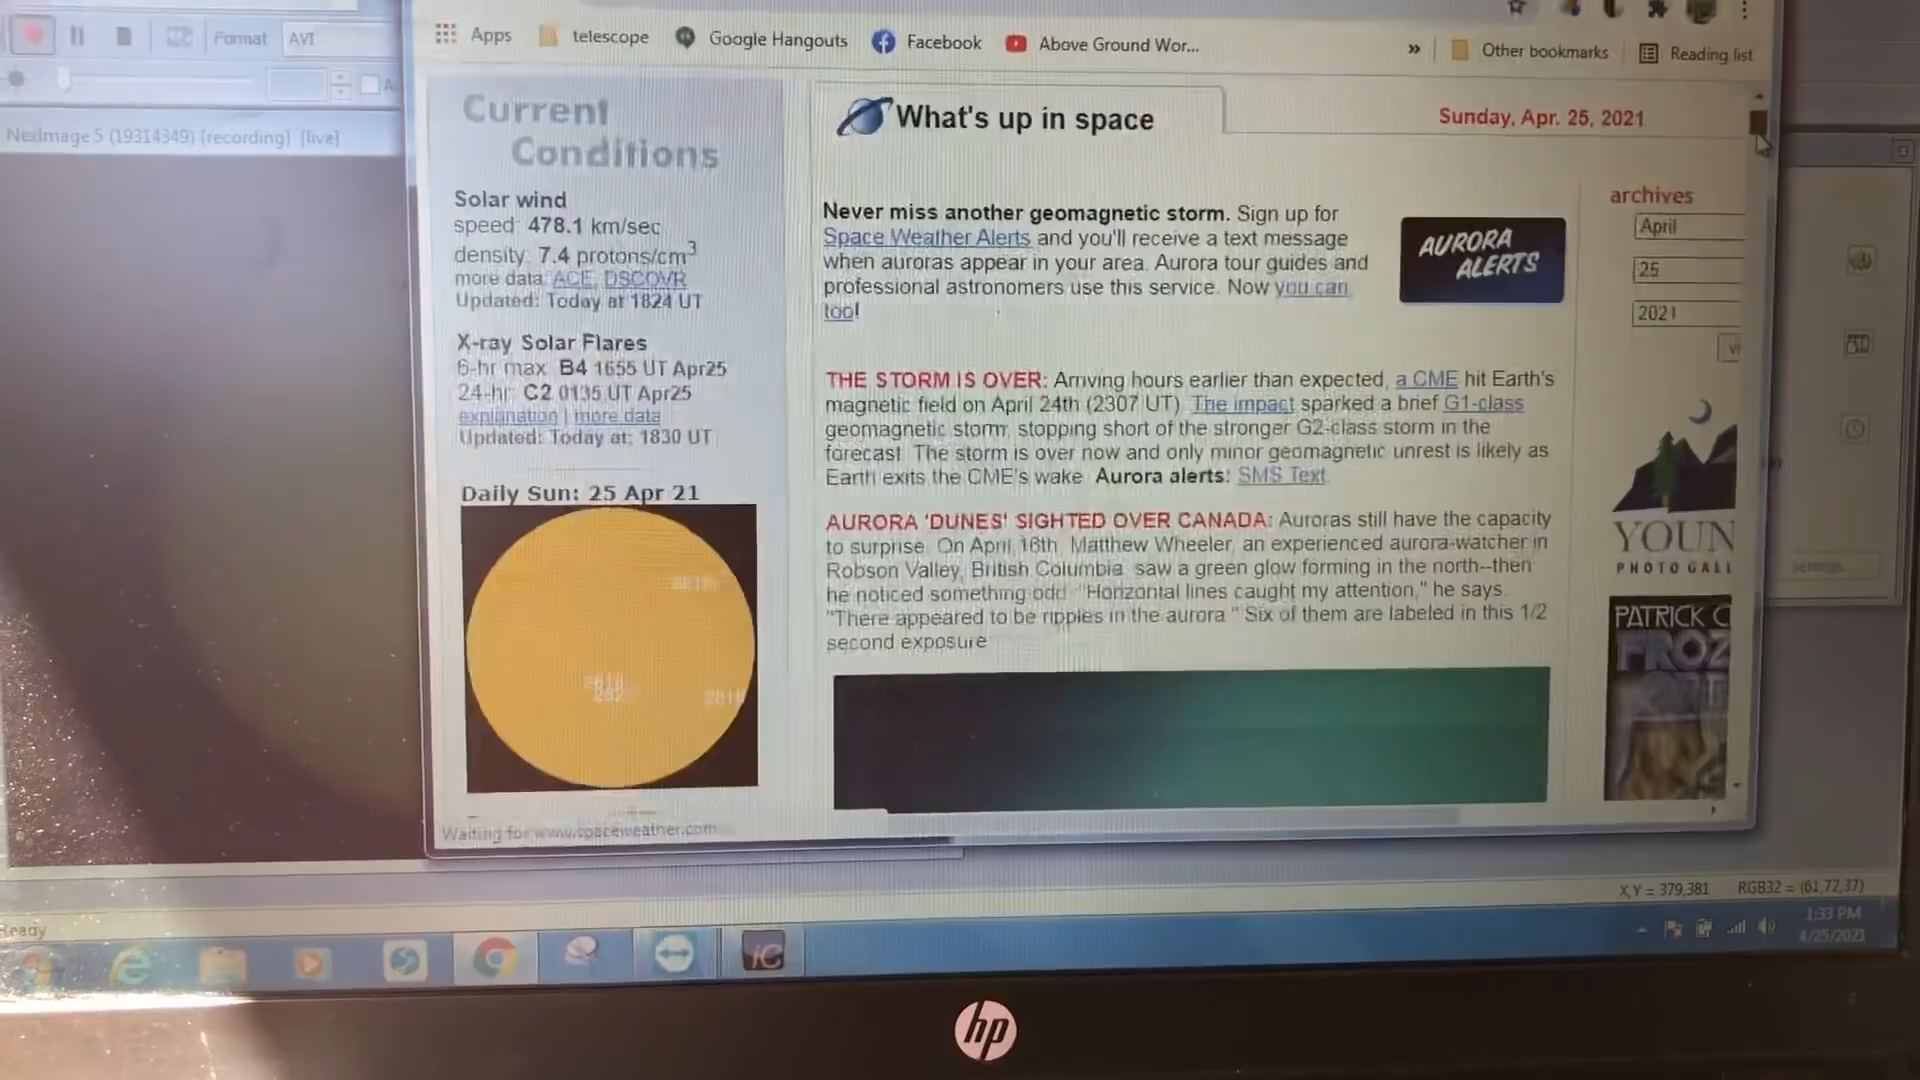 Format AVI
NexImage 5 (19314349) [recording] [live]
Apps telescope Google Hangouts Facebook Above Ground Wor... » Other bookmarks Reading list
Current
Conditions
Solar wind
speed: 478.1 km/sec
density: 7.4 protons/cm3
more data: ACE, DSCOVR
Updated: Today at 1824 UT
X-ray Solar Flares
6-hr max: B4 1655 UT Apr25
24-hr: C2 0135 UT Apr25
explanation | more data
Updated: Today at: 1830 UT
Daily Sun: 25 Apr 21
Waiting for www.spaceweather.com
What's up in space
Sunday, Apr. 25, 2021
Never miss another geomagnetic storm. Sign up for
Space Weather Alerts and you'll receive a text message
when auroras appear in your area. Aurora tour guides and
professional astronomers use this service. Now you can
too!
AURORA
ALERTS
THE STORM IS OVER: Arriving hours earlier than expected, a CME hit Earth's
magnetic field on April 24th (2307 UT). The impact sparked a brief G1-class
geomagnetic storm, stopping short of the stronger G2-class storm in the
forecast. The storm is over now and only minor geomagnetic unrest is likely as
Earth exits the CME's wake. Aurora alerts: SMS Text.
AURORA 'DUNES' SIGHTED OVER CANADA: Auroras still have the capacity
to surprise. On April 16th, Matthew Wheeler, an experienced aurora-watcher in
Robson Valley, British Columbia, saw a green glow forming in the north--then
he noticed something odd. "Horizontal lines caught my attention," he says.
"There appeared to be ripples in the aurora." Six of them are labeled in this 1/2
second exposure
archives
April
25
2021
YOUN
PHOTO GALL
PATRICK C
FROZ
X,Y = 379,381 RGB32 = (61,72,37)
Ready
iC
1:33 PM
4/25/2021
hp